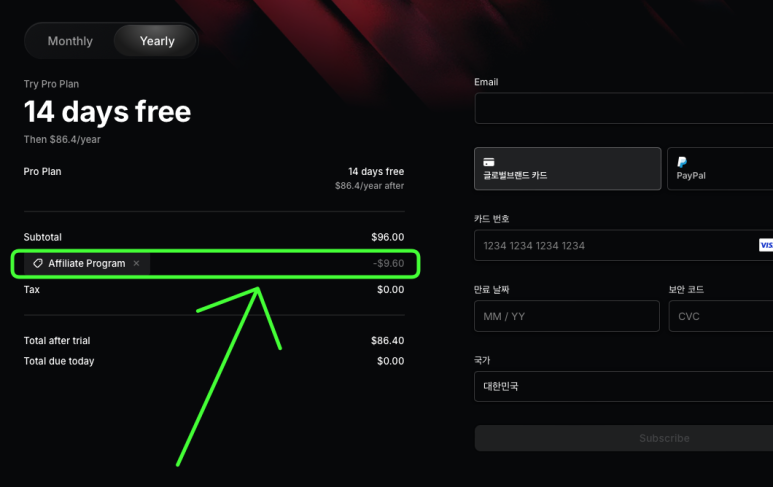 Monthly Yearly
Try Pro Plan
14 days free
Then $86.4/year
Pro Plan 14 days free
$86.4/year after
Subtotal $96.00
Affiliate Program × -$9.60
Tax $0.00
Total after trial $86.40
Total due today $0.00
Email
글로벌브랜드 카드
PayPal
카드 번호
1234 1234 1234 1234
만료 날짜 보안 코드
MM / YY CVC
국가
대한민국
Subscribe